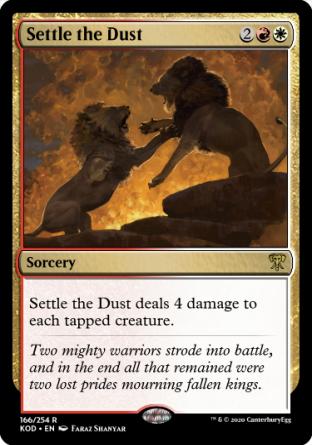 Settle the Dust 2
Sorcery
Settle the Dust deals 4 damage to
each tapped creature.
Two mighty warriors strode into battle,
and in the end all that remained were
two lost prides mourning fallen kings.
166/254 R
KOD • EN Faraz Shanyar
™ & © 2020 CanterburyEgg